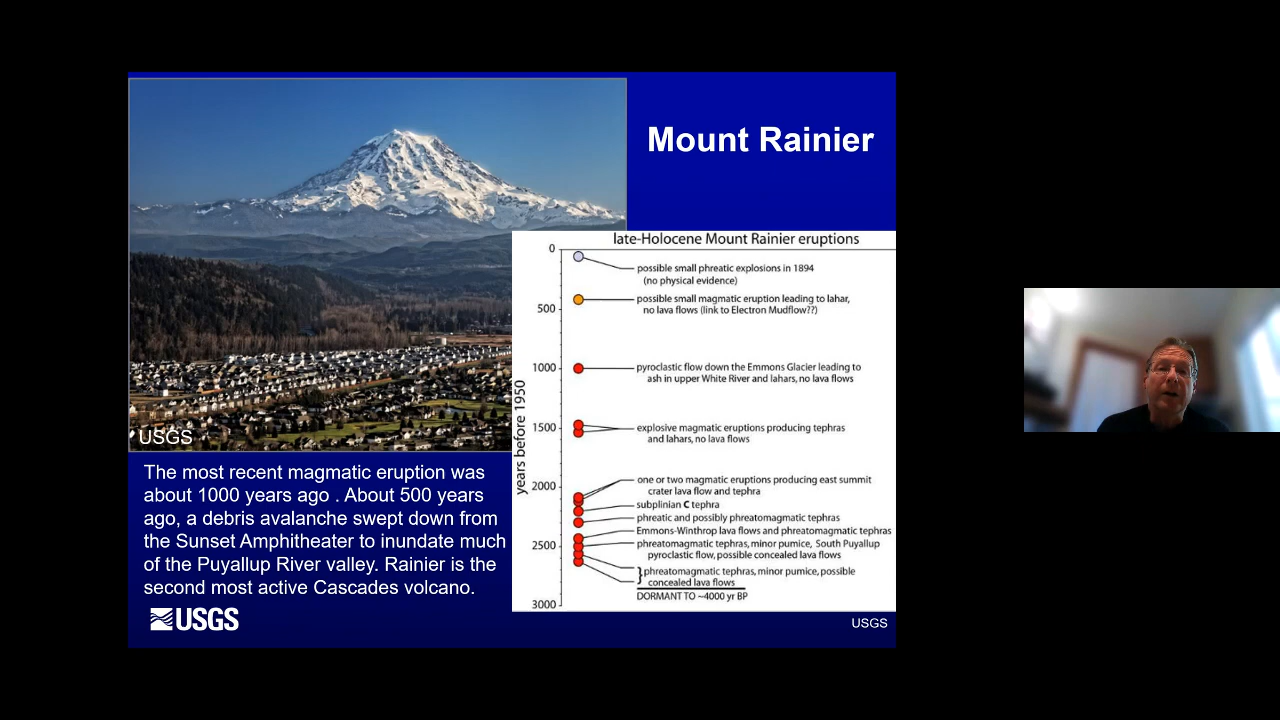 Mount Rainier
USGS
The most recent magmatic eruption was
about 1000 years ago . About 500 years
ago, a debris avalanche swept down from
the Sunset Amphitheater to inundate much
of the Puyallup River valley. Rainier is the
second most active Cascades volcano.
USGS
late-Holocene Mount Rainier eruptions
years before 1950
0
possible small phreatic explosions in 1894
(no physical evidence)
possible small magmatic eruption leading to lahar,
500
no lava flows (link to Electron Mudflow??)
1000
pyroclastic flow down the Emmons Glacier leading to
ash in upper White River and lahars, no lava flows
1500
explosive magmatic eruptions producing tephras
and lahars, no lava flows
2000
one or two magmatic eruptions producing east summit
crater lava flow and tephra
subplinian C tephra
phreatic and possibly phreatomagmatic tephras
Emmons-Winthrop lava flows and phreatomagmatic tephras
2500
phreatomagmatic tephras, minor pumice, South Puyallup
pyroclastic flow, possible concealed lava flows
} phreatomagmatic tephras, minor pumice, possible
concealed lava flows
DORMANT TO ~4000 yr BP
3000
USGS